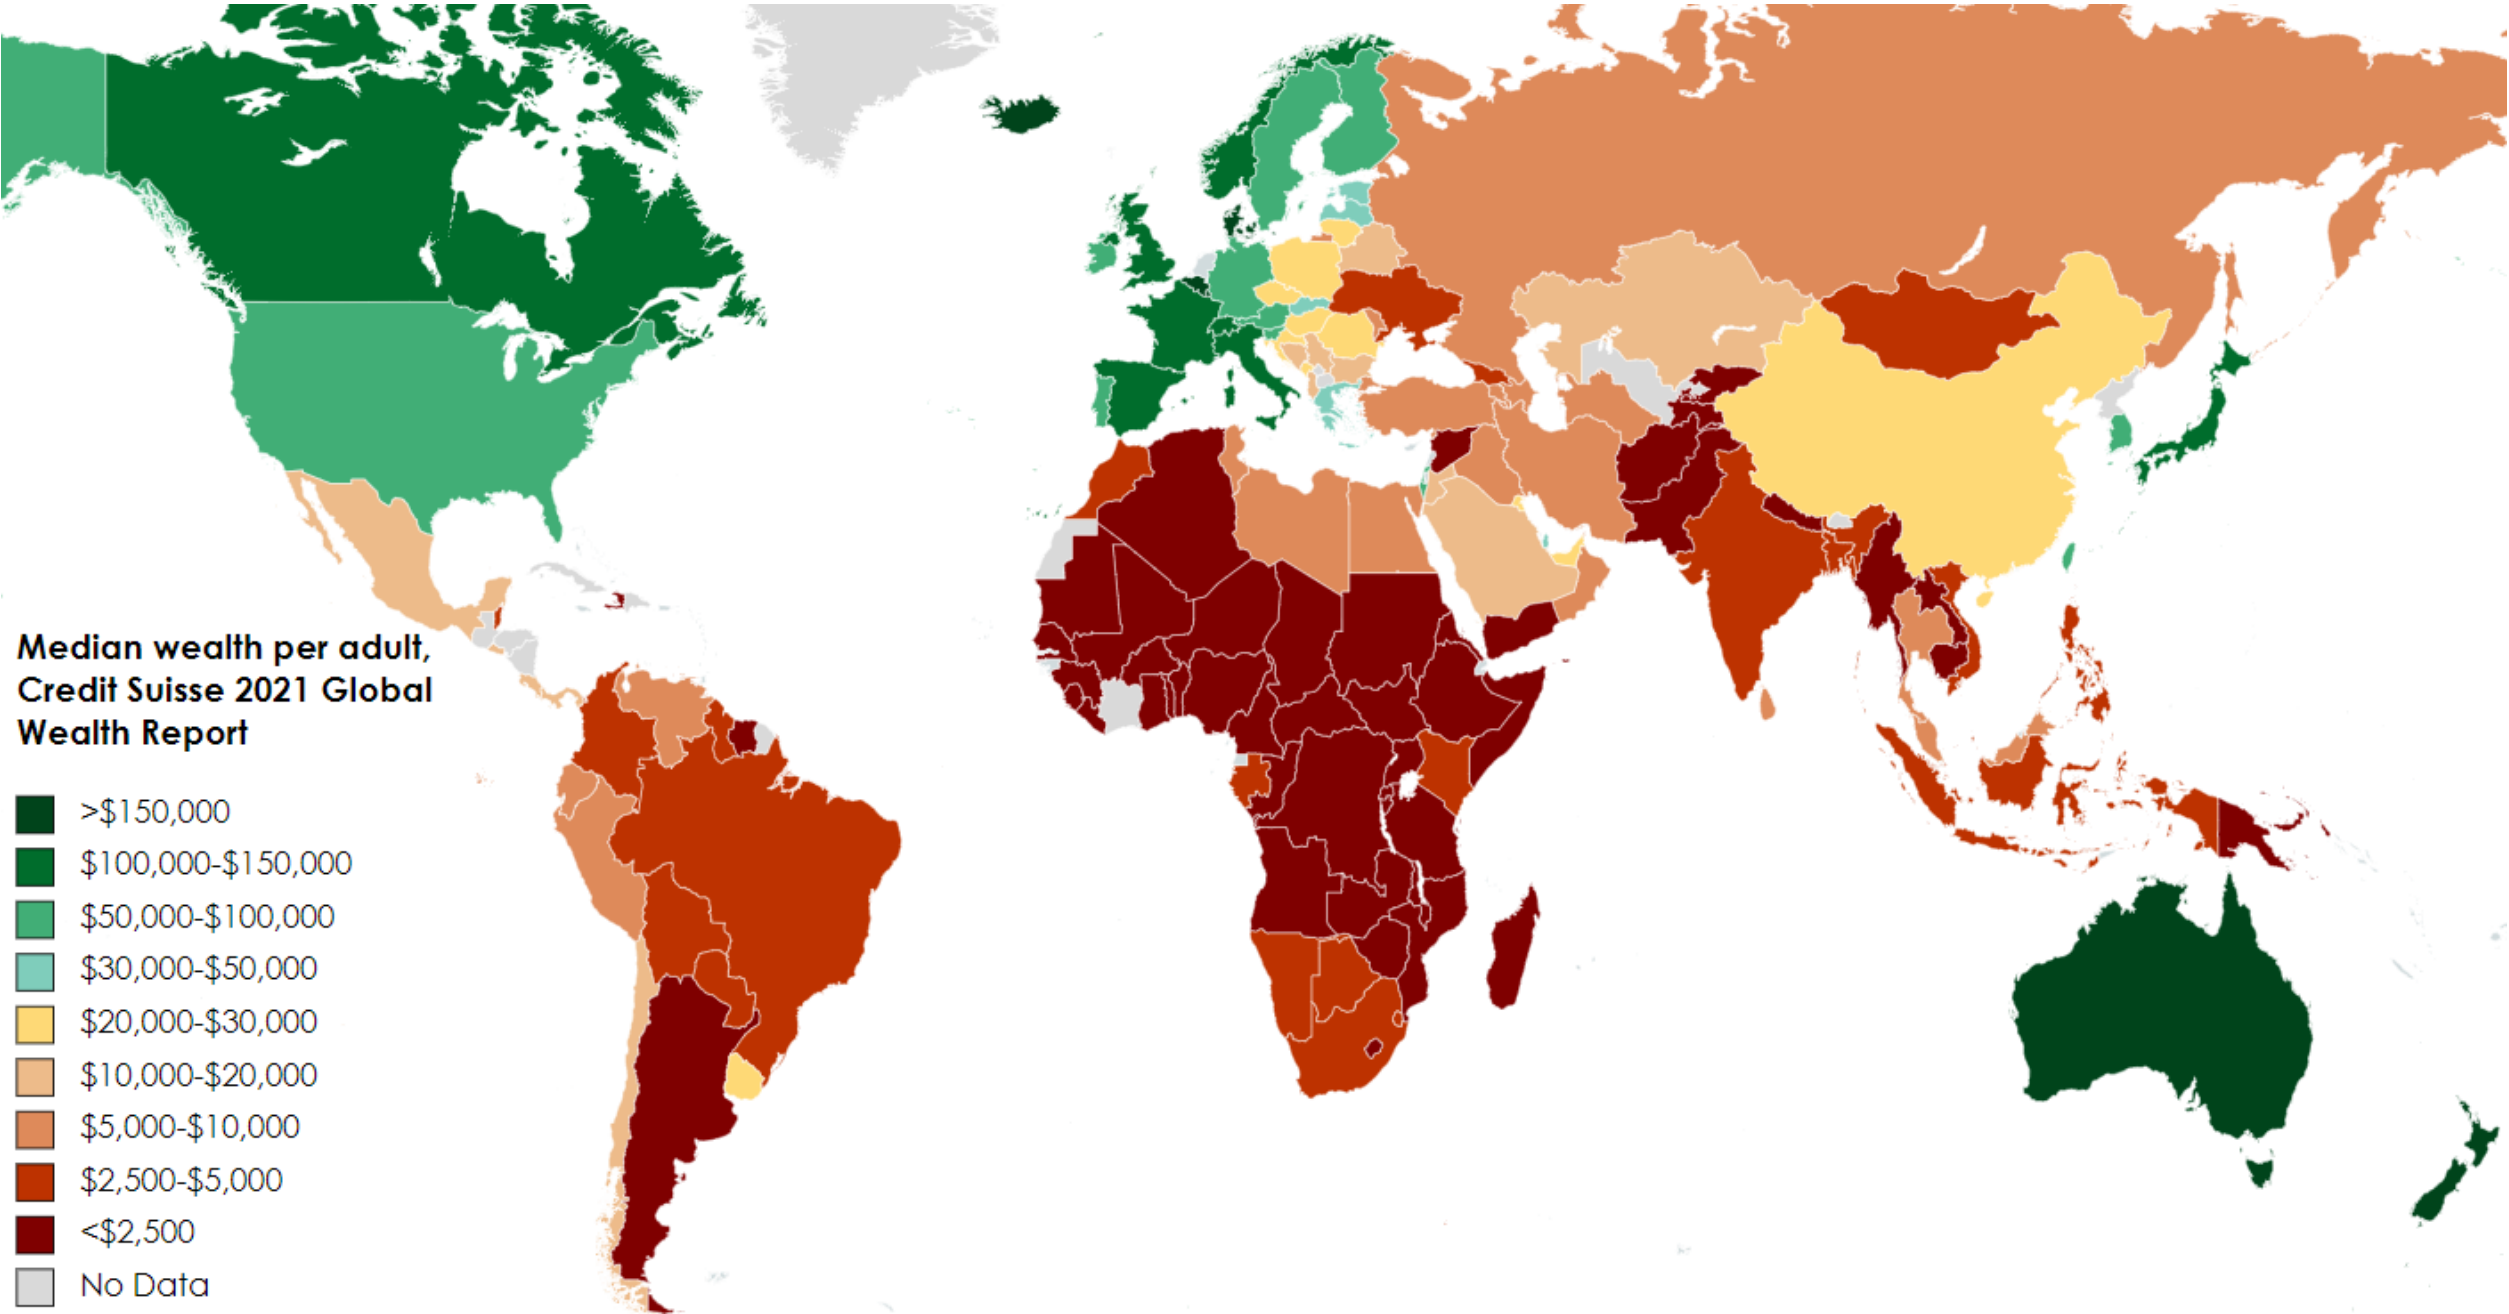 Median wealth per adult,
Credit Suisse 2021 Global
Wealth Report
>$150,000
$100,000-$150,000
$50,000-$100,000
$30,000-$50,000
$20,000-$30,000
$10,000-$20,000
$5,000-$10,000
$2,500-$5,000
<$2,500
No Data